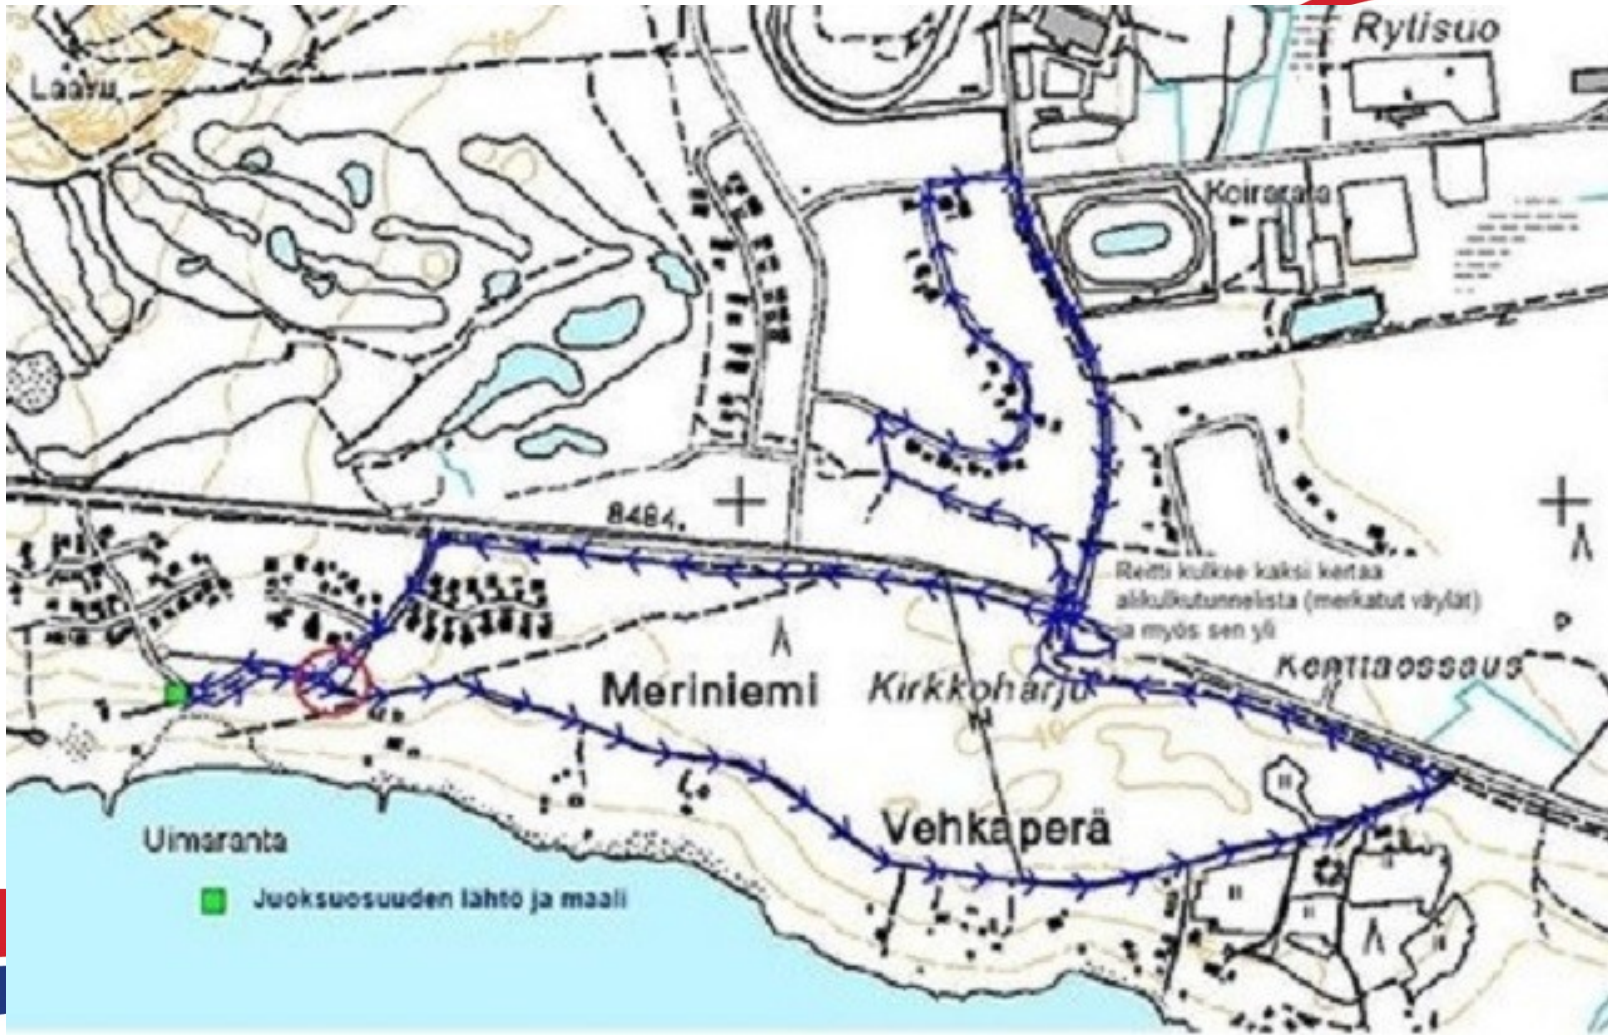 Rytisuo
Laavu
Koirarata
8484.
Reitti kulkee kaksi kertaa
alikulkutunnelista (merkatut väylät)
ja myös sen yli
P
Kenttäossaus
Meriniemi
Kirkkoharju
Vehkaperä
Uimaranta
Juoksuosuuden lähtö ja maali